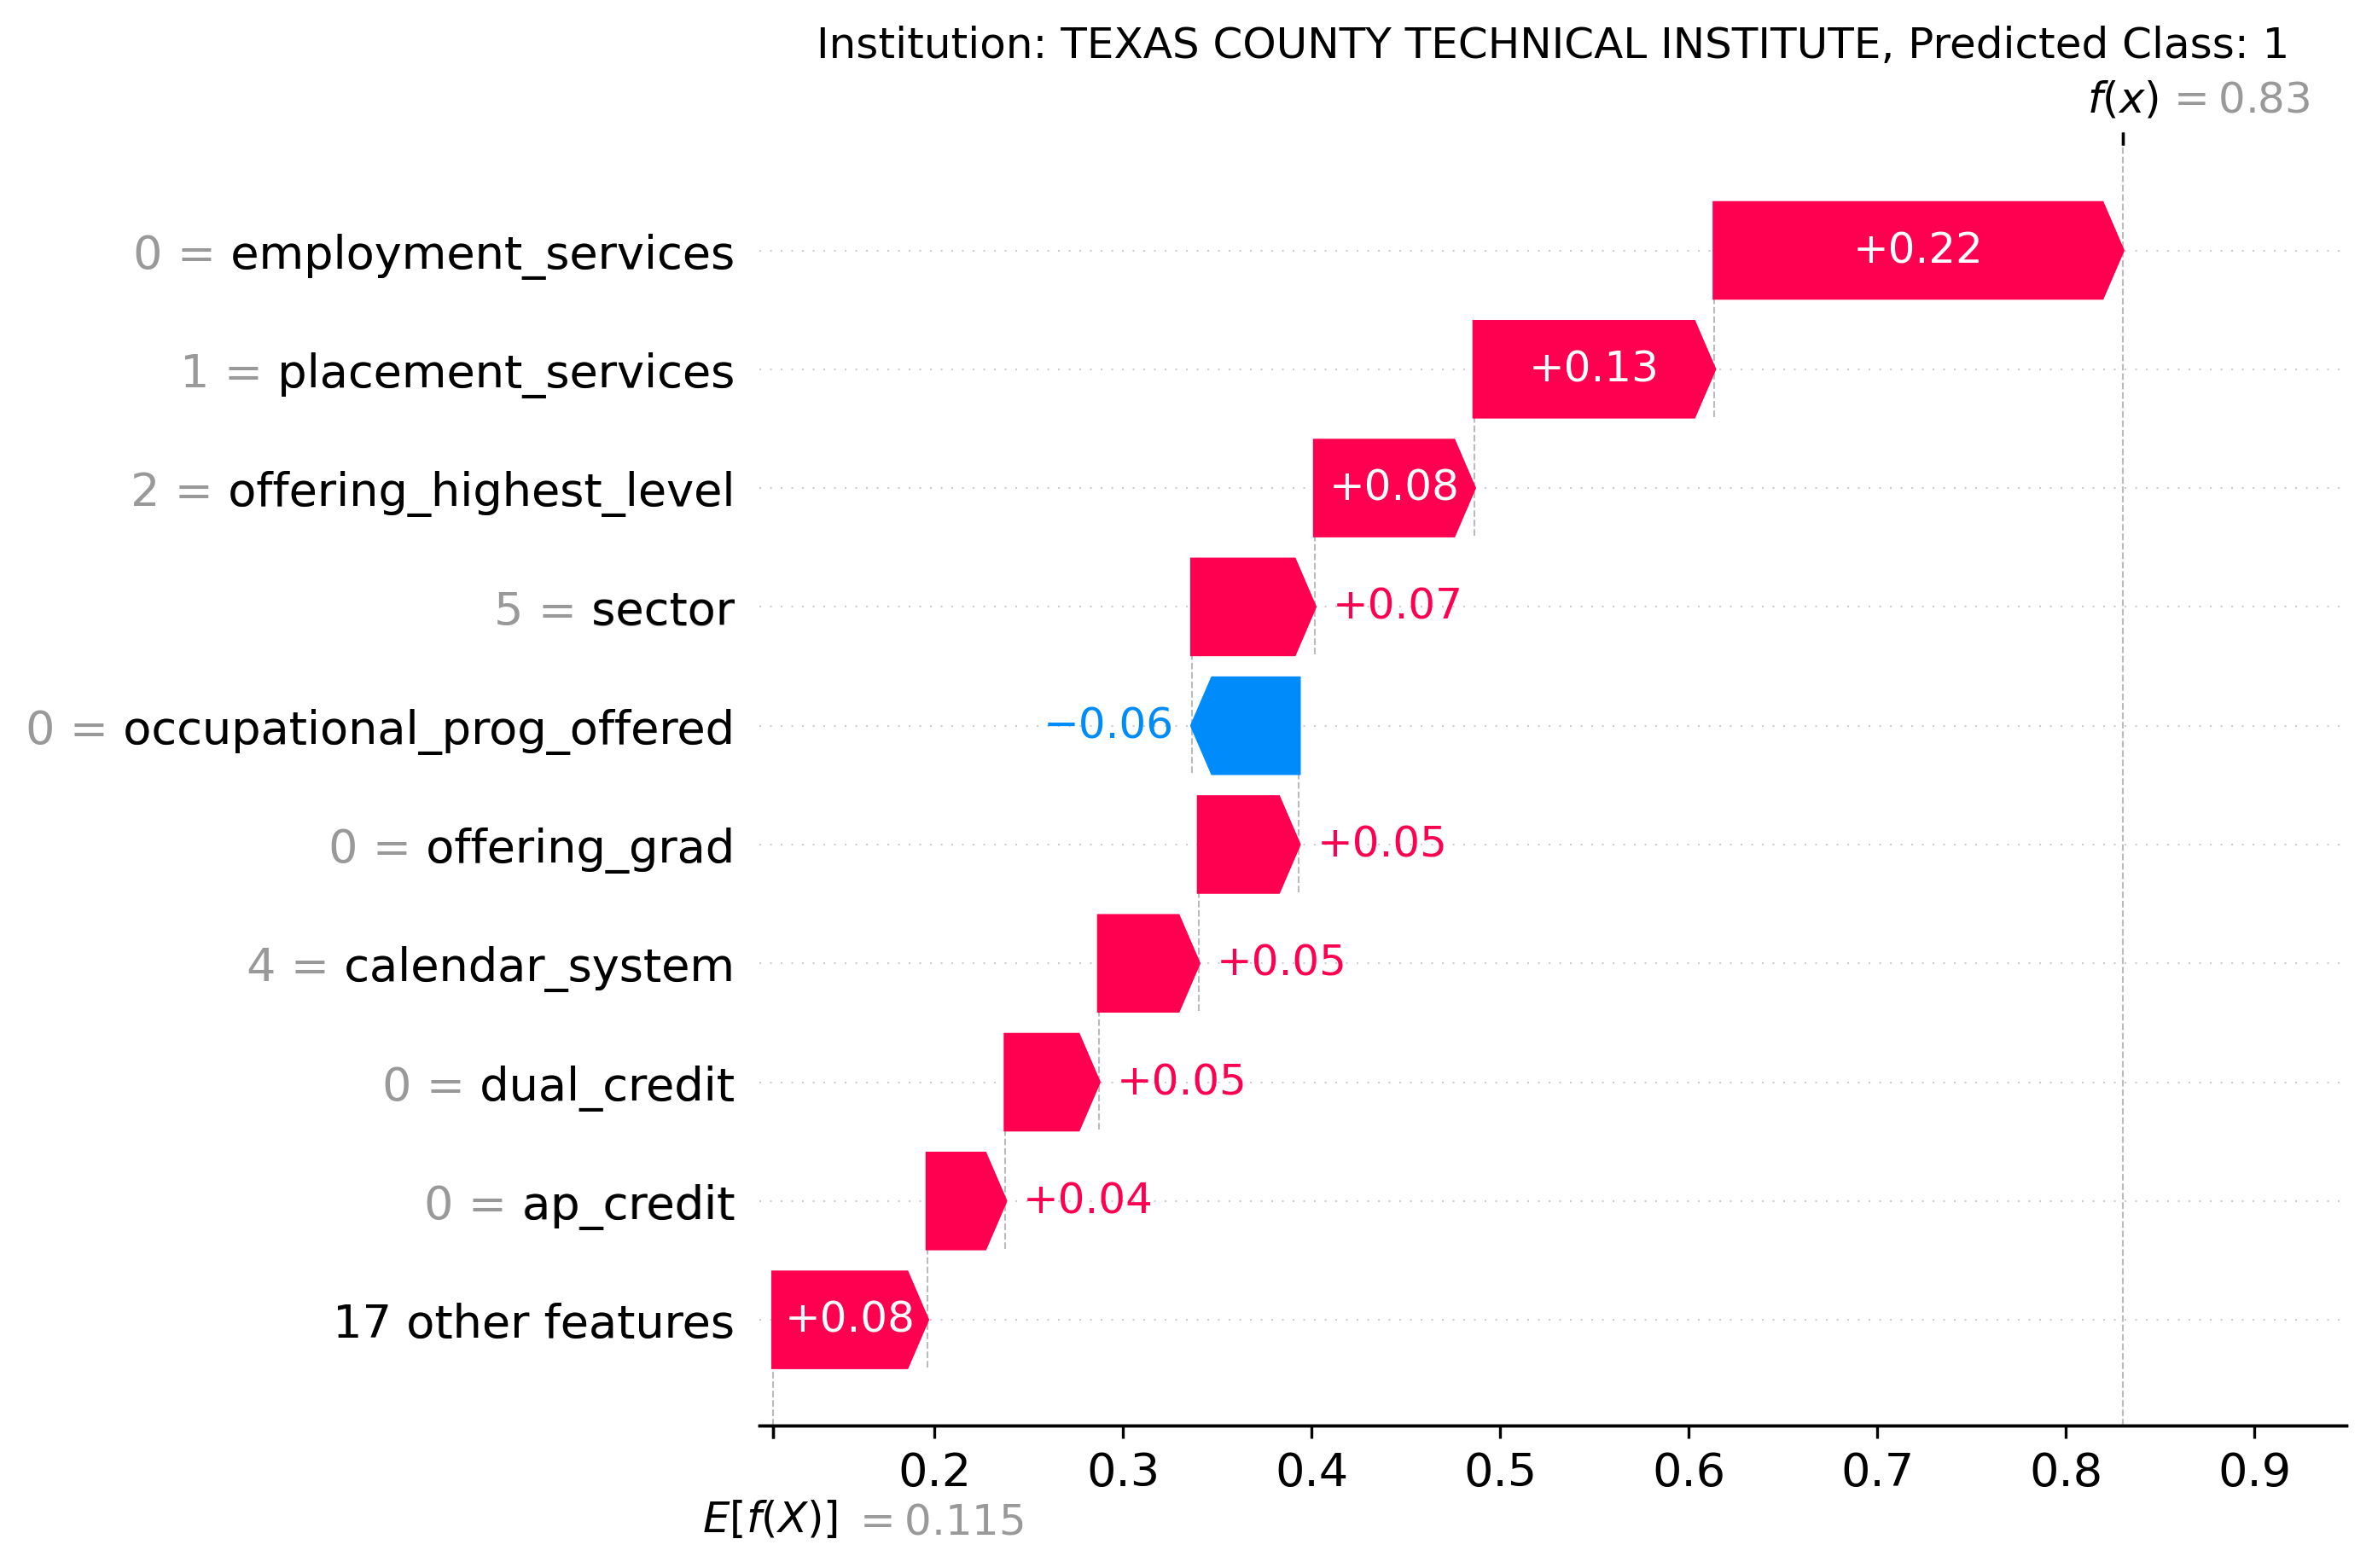 Institution: TEXAS COUNTY TECHNICAL INSTITUTE, Predicted Class: 1
f(x) = 0.83
0 = employment_services +0.22
1 = placement_services +0.13
2 = offering_highest_level +0.08
5 = sector +0.07
0 = occupational_prog_offered −0.06
0 = offering_grad +0.05
4 = calendar_system +0.05
0 = dual_credit +0.05
0 = ap_credit +0.04
17 other features +0.08
0.2 0.3 0.4 0.5 0.6 0.7 0.8 0.9
E[f(X)] = 0.115